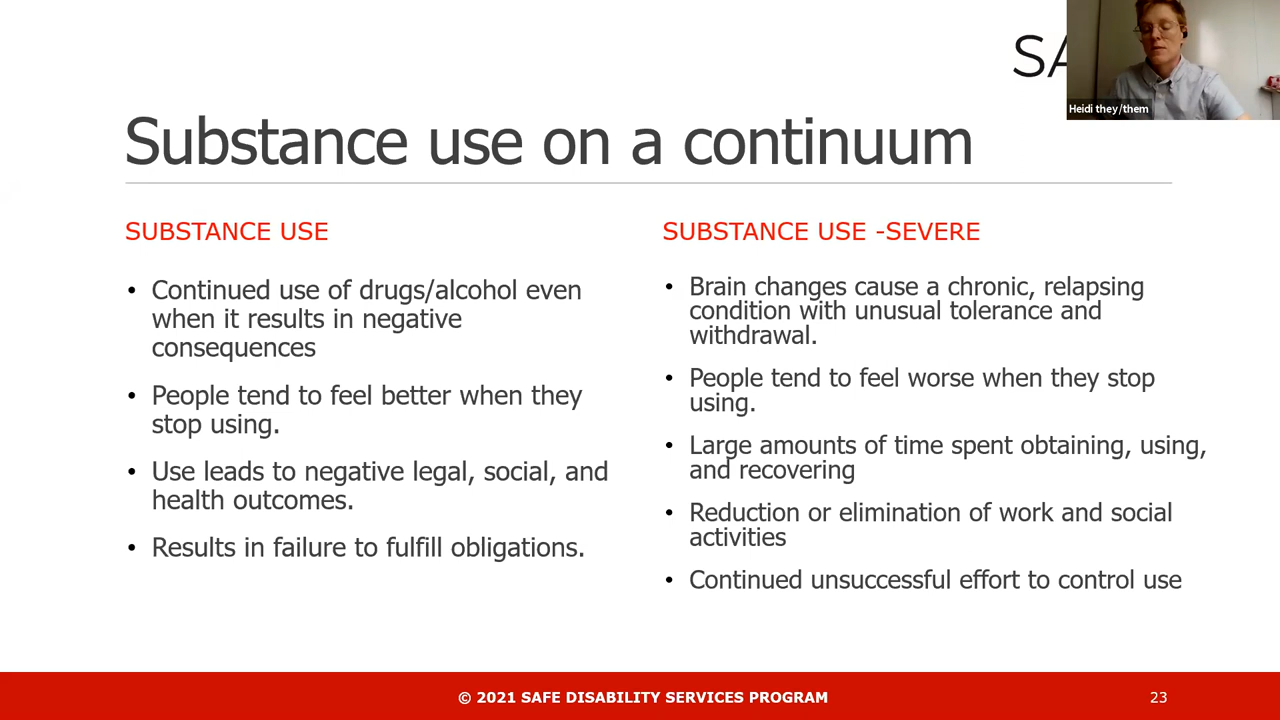 SA
Heidi they/them
Substance use on a continuum
SUBSTANCE USE
• Continued use of drugs/alcohol even
when it results in negative
consequences
• People tend to feel better when they
stop using.
• Use leads to negative legal, social, and
health outcomes.
• Results in failure to fulfill obligations.
SUBSTANCE USE -SEVERE
• Brain changes cause a chronic, relapsing
condition with unusual tolerance and
withdrawal.
• People tend to feel worse when they stop
using.
• Large amounts of time spent obtaining, using,
and recovering
• Reduction or elimination of work and social
activities
• Continued unsuccessful effort to control use
© 2021 SAFE DISABILITY SERVICES PROGRAM
23